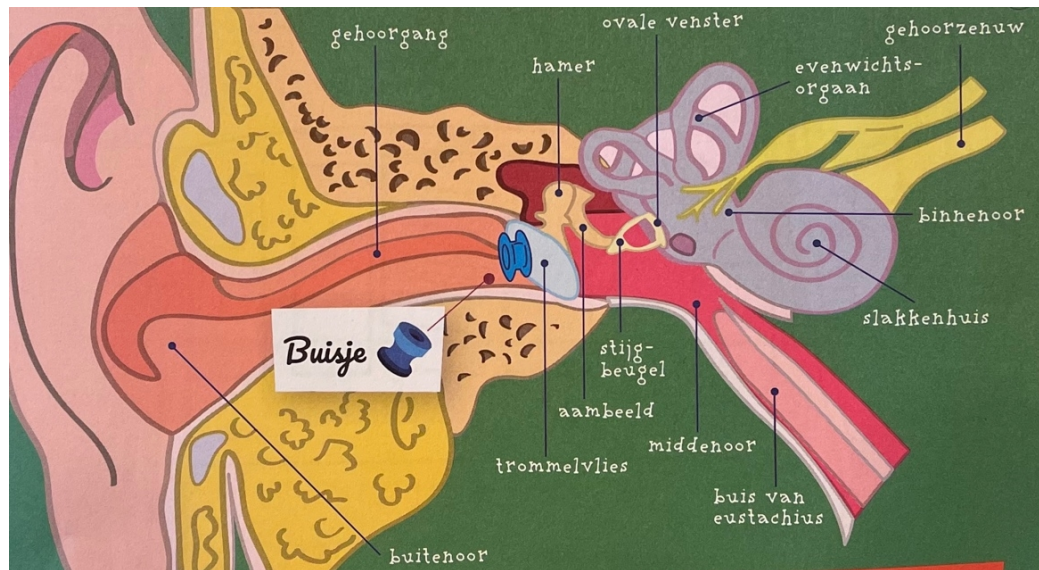 gehoorgang
ovale venster
gehoorzenuw
hamer
evenwichts-
orgaan
binnenoor
slakkenhuis
Buisje
stijg-
beugel
aambeeld
middenoor
trommelvlies
buis van
eustachius
buitenoor